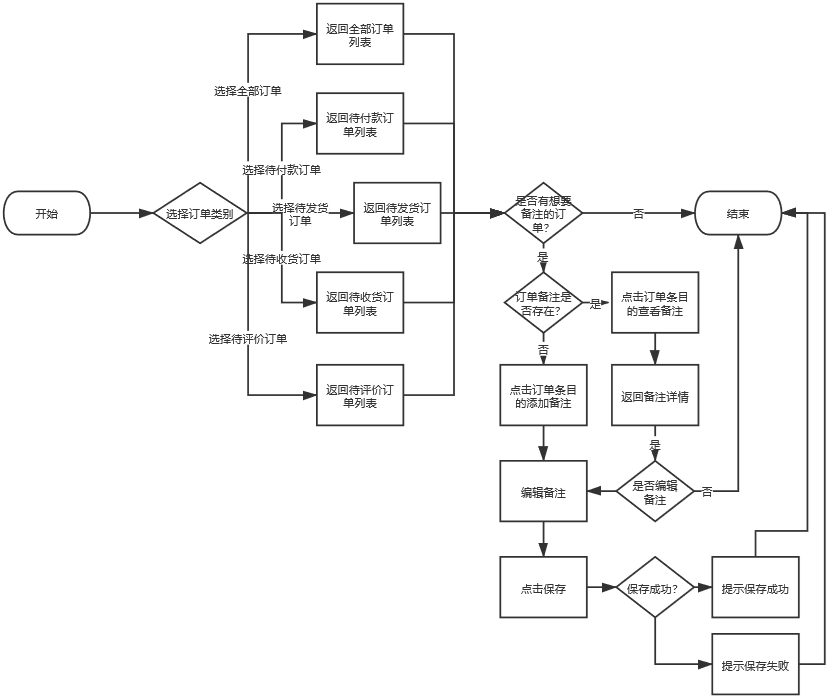 返回全部订单
列表
选择全部订单
返回待付款订
单列表
选择待付款订单
开始
选择订单类别
选择待发货
订单
返回待发货订
单列表
是否有想要
备注的订
单?
否
结束
选择待收货订单
是
返回待收货订
单列表
订单备注是
否存在?
是
点击订单条目
的查看备注
选择待评价订单
否
返回待评价订
单列表
点击订单条目
的添加备注
返回备注详情
是
编辑备注
是否编辑
备注
否
点击保存
保存成功?
提示保存成功
提示保存失败